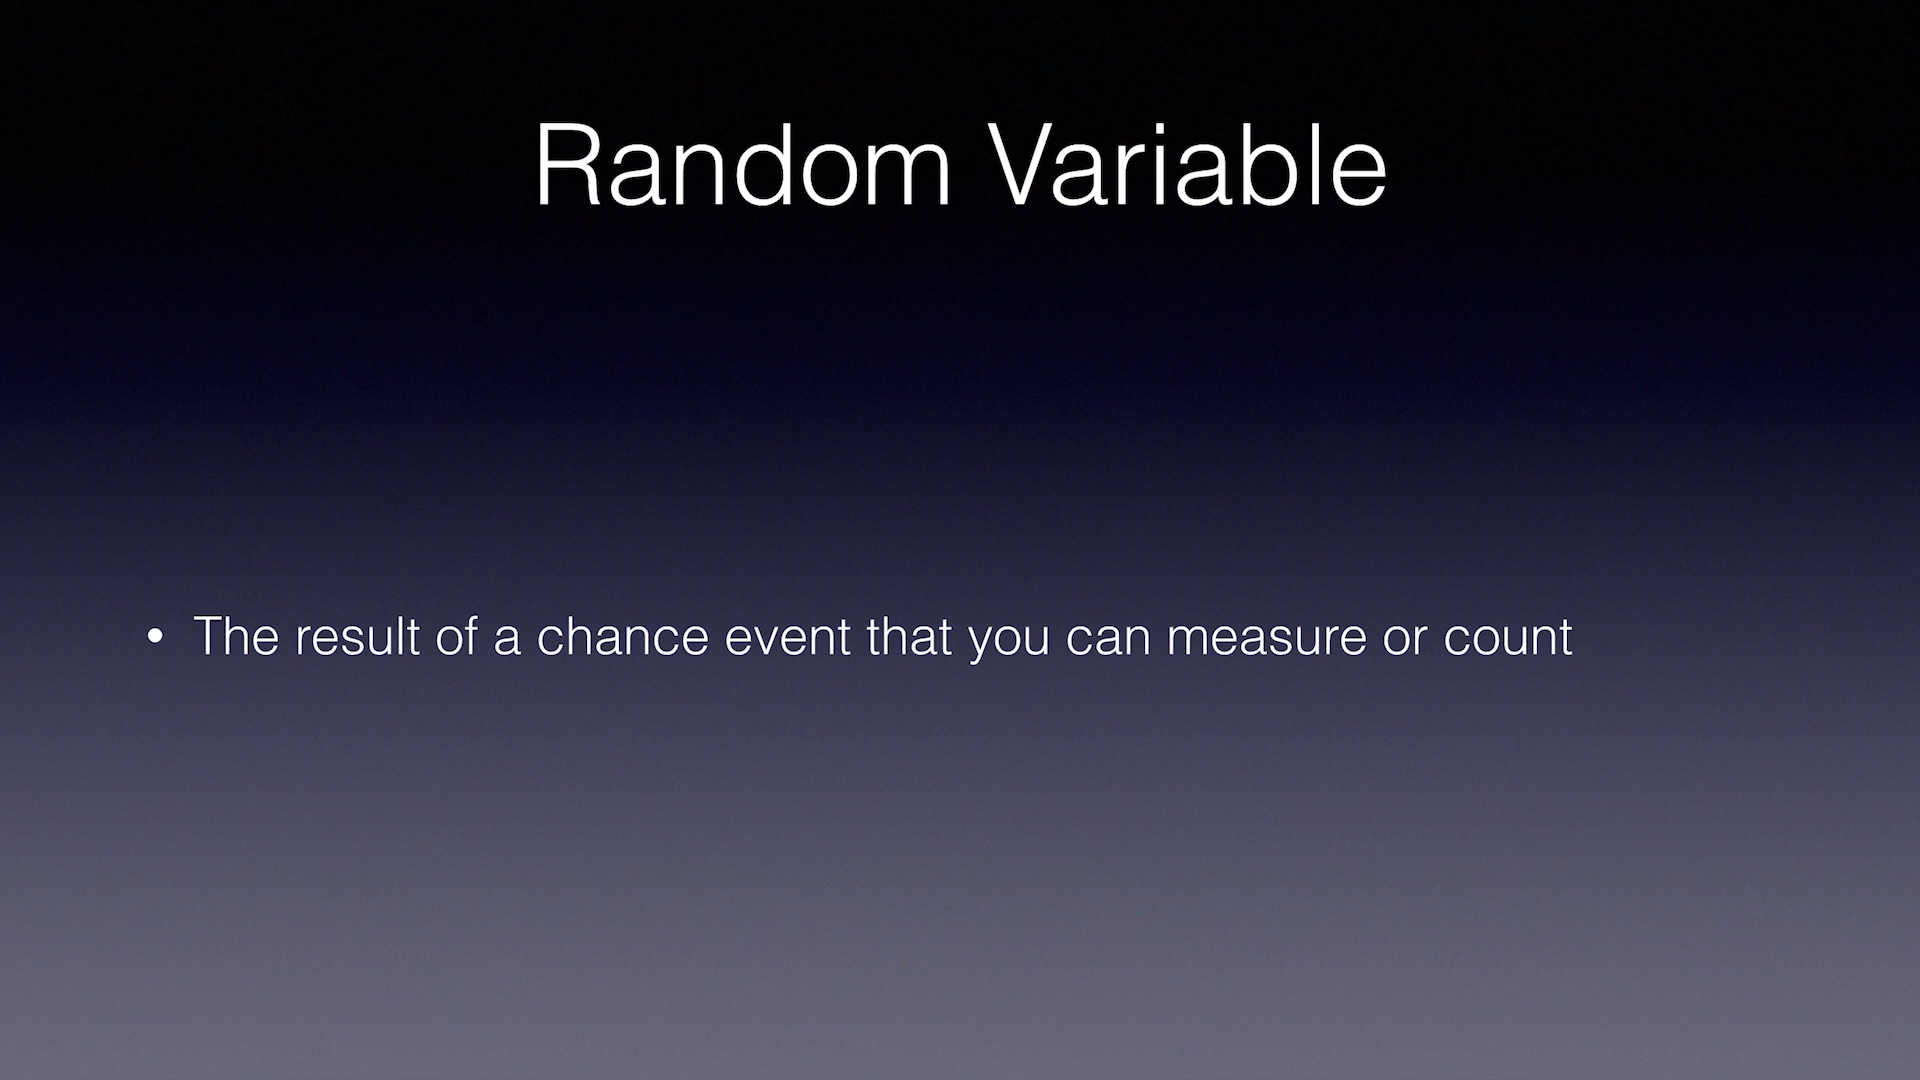 Random Variable
• The result of a chance event that you can measure or count